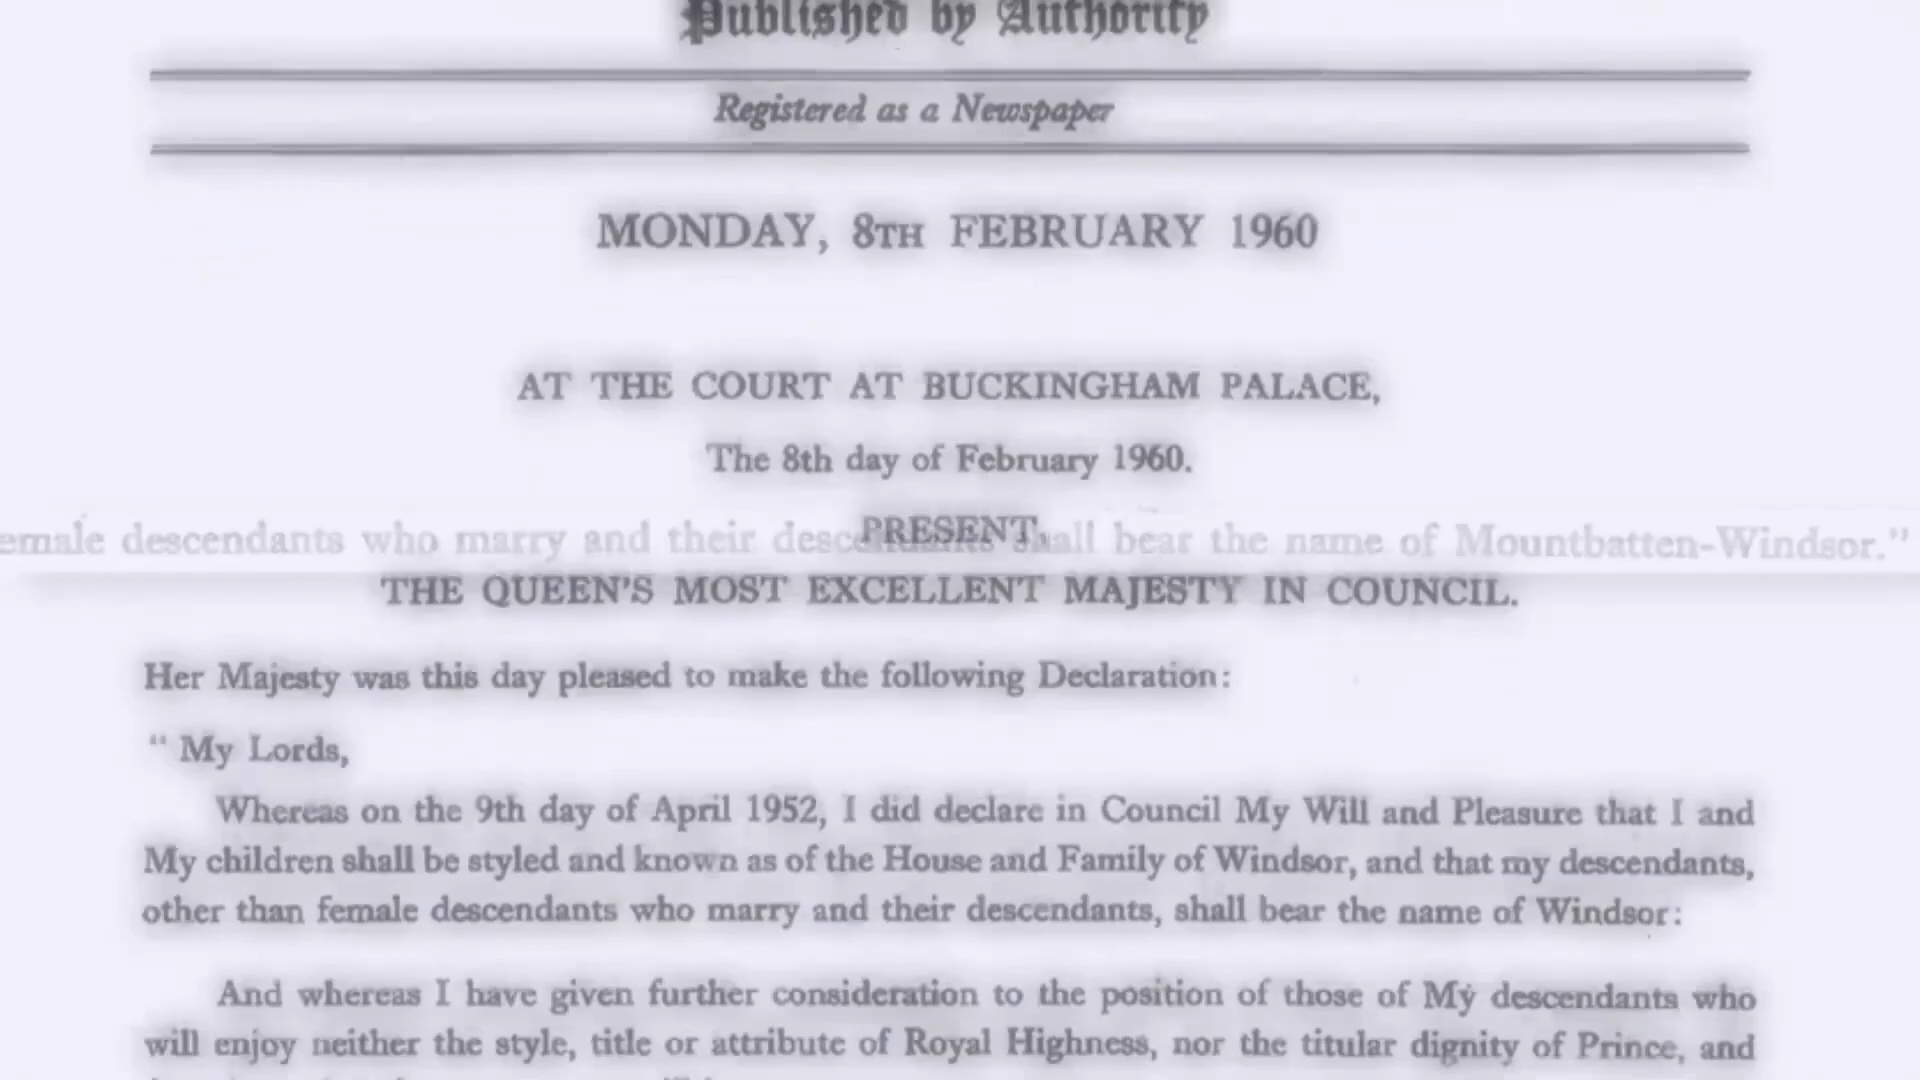 Published by Authority
Registered as a Newspaper
MONDAY, 8TH FEBRUARY 1960
AT THE COURT AT BUCKINGHAM PALACE,
The 8th day of February 1960.
PRESENT,
emale descendants who marry and their descendants shall bear the name of Mountbatten-Windsor."
THE QUEEN'S MOST EXCELLENT MAJESTY IN COUNCIL.
Her Majesty was this day pleased to make the following Declaration:
" My Lords,
Whereas on the 9th day of April 1952, I did declare in Council My Will and Pleasure that I and
My children shall be styled and known as of the House and Family of Windsor, and that my descendants,
other than female descendants who marry and their descendants, shall bear the name of Windsor:
And whereas I have given further consideration to the position of those of My descendants who
will enjoy neither the style, title or attribute of Royal Highness, nor the titular dignity of Prince, and